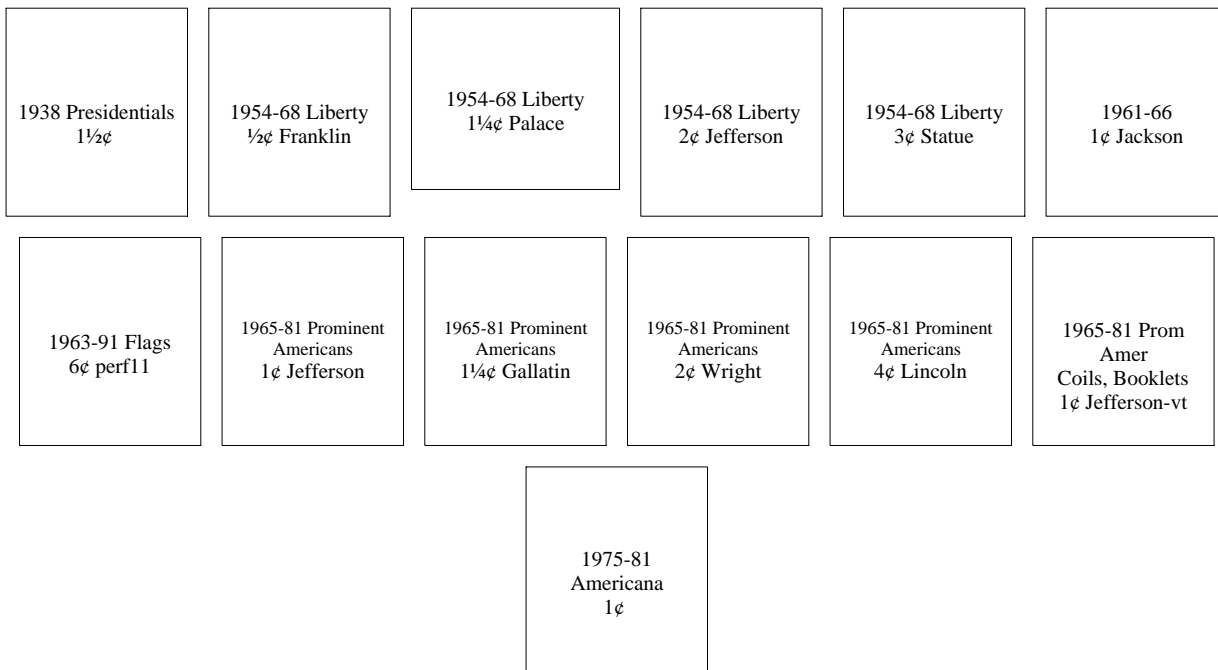 1938 Presidentials
1½¢
1954-68 Liberty
½¢ Franklin
1954-68 Liberty
1¼¢ Palace
1954-68 Liberty
2¢ Jefferson
1954-68 Liberty
3¢ Statue
1961-66
1¢ Jackson
1963-91 Flags
6¢ perf11
1965-81 Prominent
Americans
1¢ Jefferson
1965-81 Prominent
Americans
1¼¢ Gallatin
1965-81 Prominent
Americans
2¢ Wright
1965-81 Prominent
Americans
4¢ Lincoln
1965-81 Prom
Amer
Coils, Booklets
1¢ Jefferson-vt
1975-81
Americana
1¢